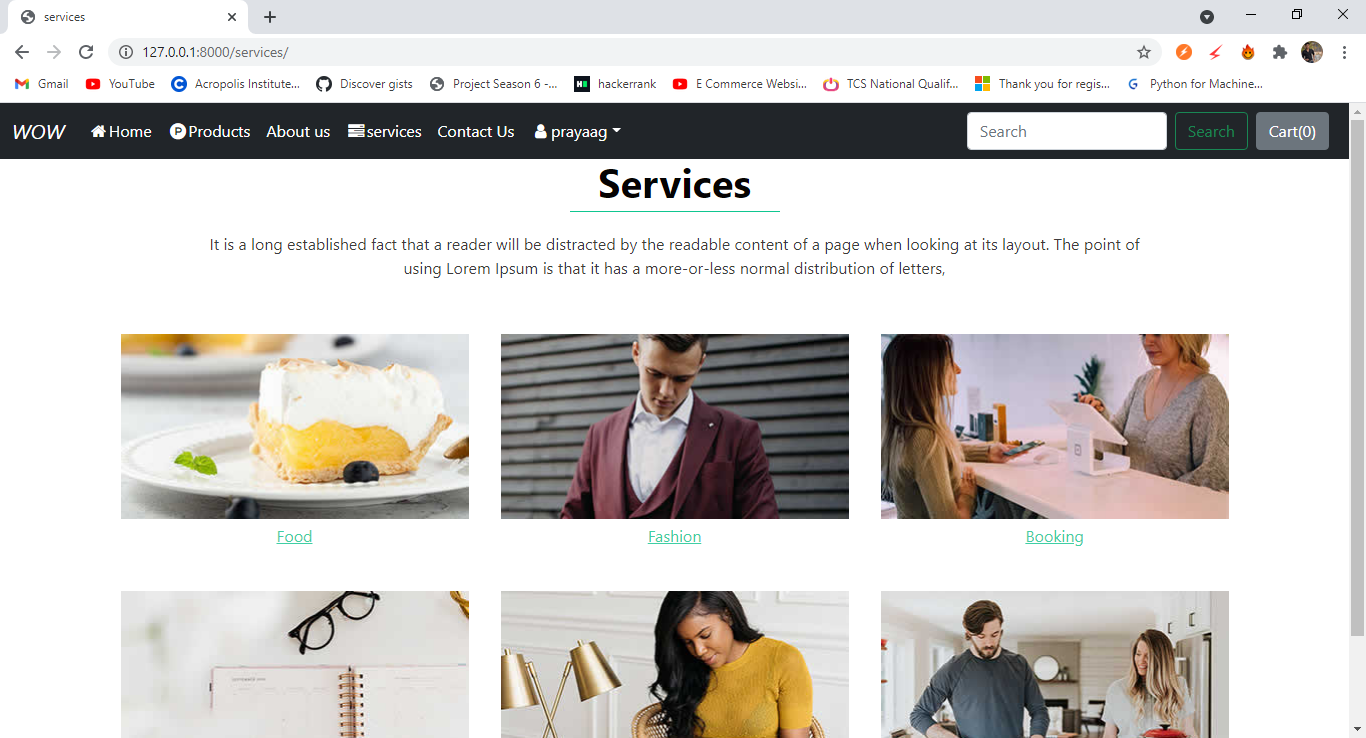 services
127.0.0.1:8000/services/
Gmail YouTube Acropolis Institute... Discover gists Project Season 6 -... hackerrank E Commerce Websi... TCS National Qualif... Thank you for regis... Python for Machine...
WOW Home Products About us services Contact Us prayaag Search Search Cart(0)
Services
It is a long established fact that a reader will be distracted by the readable content of a page when looking at its layout. The point of
using Lorem Ipsum is that it has a more-or-less normal distribution of letters,
Food Fashion Booking